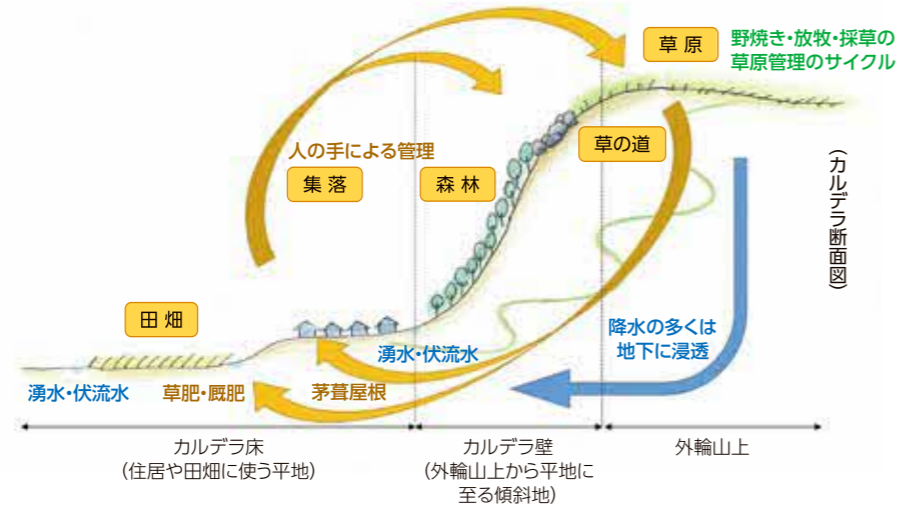 草 原
野焼き・放牧・採草の
草原管理のサイクル
草の道
人の手による管理
集 落
森 林
(カルデラ断面図)
田 畑
降水の多くは
地下に浸透
湧水・伏流水
湧水・伏流水
草肥・厩肥
茅葺屋根
カルデラ床
(住居や田畑に使う平地)
カルデラ壁
(外輪山上から平地に
至る傾斜地)
外輪山上